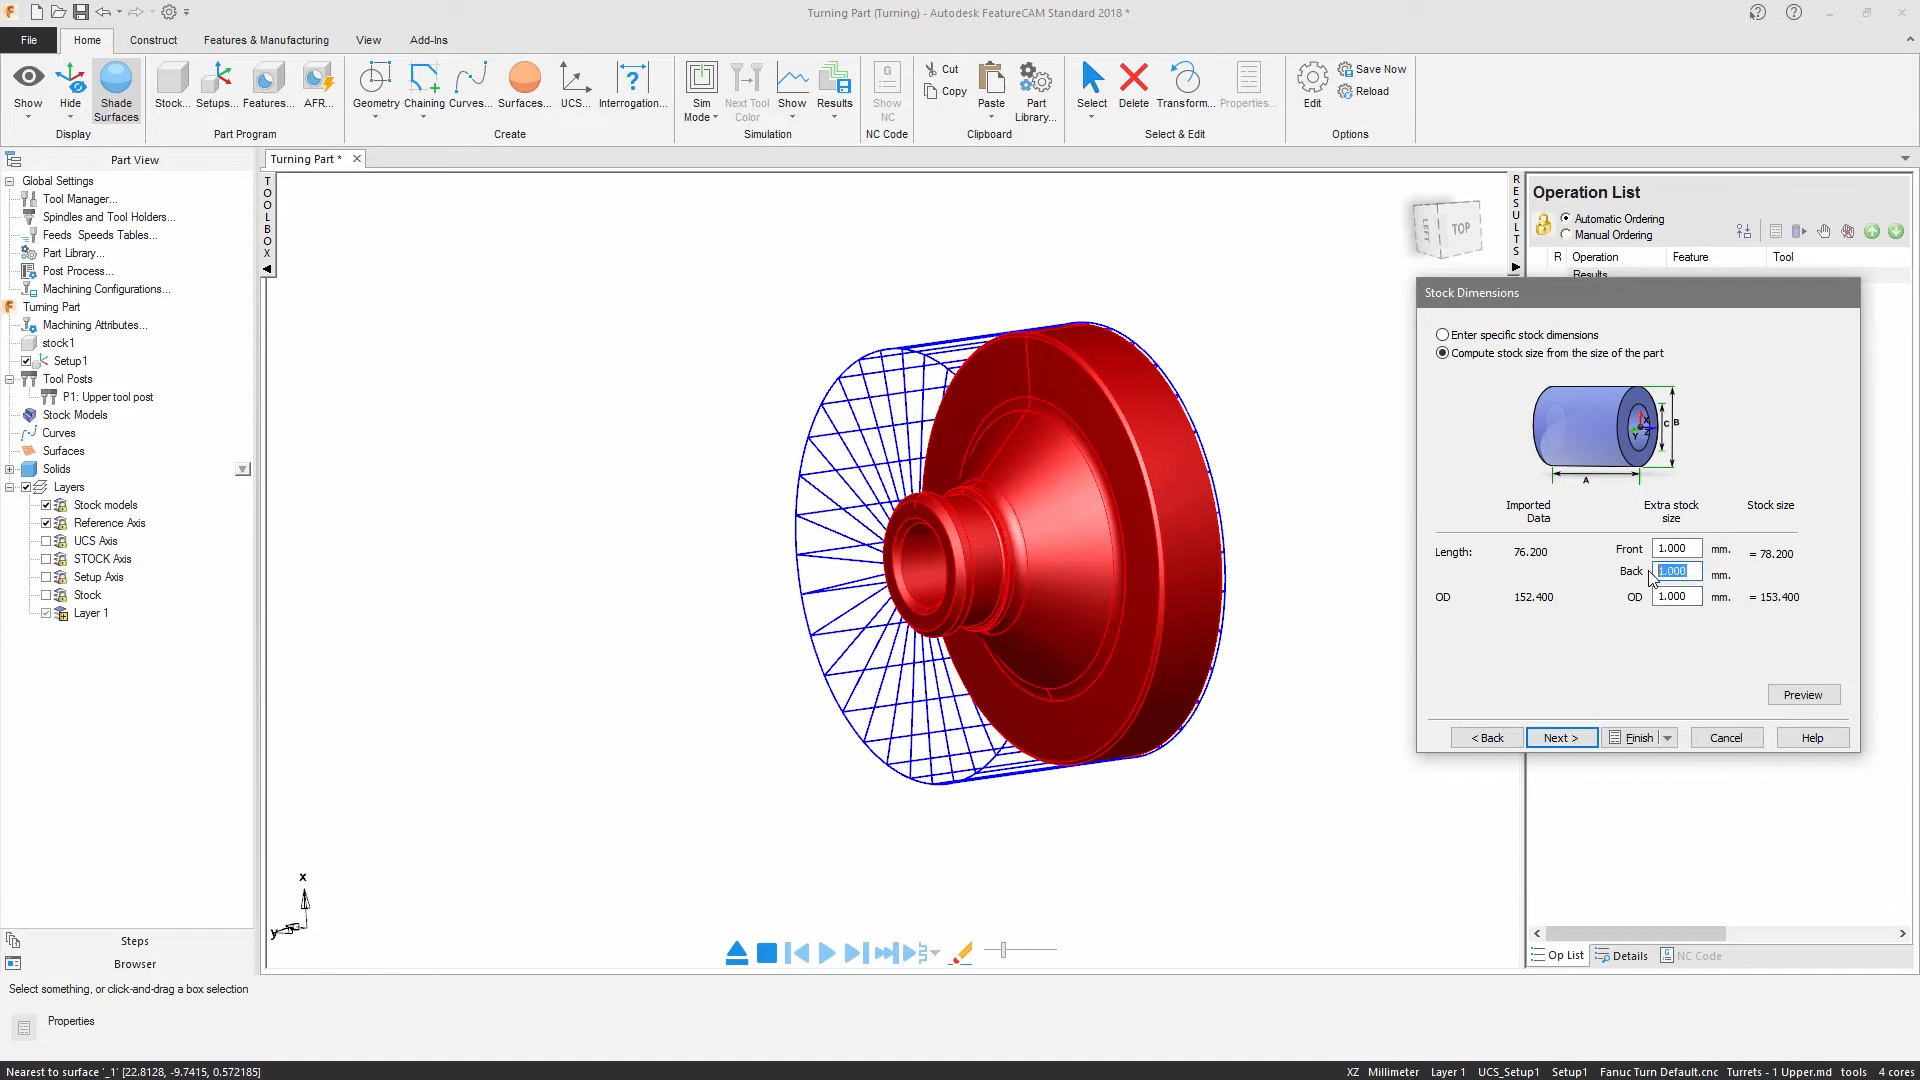 Turning Part (Turning) - Autodesk FeatureCAM Standard 2018 *
File
Home
Construct
Features & Manufacturing
View
Add-Ins
Show
Hide
Shade
Surfaces
Display
Stock...
Setups...
Features...
AFR...
Part Program
Geometry
Chaining
Curves...
Surfaces...
UCS...
Interrogation...
Create
Sim
Mode
Next Tool
Color
Show
Results
Simulation
Show
NC
NC Code
Cut
Copy
Paste
Part
Library...
Clipboard
Select
Delete
Transform...
Properties...
Select & Edit
Edit
Save Now
Reload
Options
Part View
Global Settings
Tool Manager...
Spindles and Tool Holders...
Feeds Speeds Tables...
Part Library...
Post Process...
Machining Configurations...
Turning Part
Machining Attributes...
stock1
Setup1
Tool Posts
P1: Upper tool post
Stock Models
Curves
Surfaces
Solids
Layers
Stock models
Reference Axis
UCS Axis
STOCK Axis
Setup Axis
Stock
Layer 1
Steps
Browser
Turning Part *
TOOLBOX
LEFT
TOP
x
y
RESULTS
Operation List
Automatic Ordering
Manual Ordering
R Operation Feature Tool
Results
Stock Dimensions
Enter specific stock dimensions
Compute stock size from the size of the part
X
Y
Z
C
B
A
Imported
Data
Extra stock
size
Stock size
Length: 76.200 Front 1.000 mm. = 78.200
Back 1.000 mm.
OD 152.400 OD 1.000 mm. = 153.400
Preview
< Back
Next >
Finish
Cancel
Help
Op List
Details
NC Code
Select something, or click-and-drag a box selection
Properties
Nearest to surface '_1' [22.8128, -9.7415, 0.572185]
XZ Millimeter Layer 1 UCS_Setup1 Setup1 Fanuc Turn Default.cnc Turrets - 1 Upper.md tools 4 cores